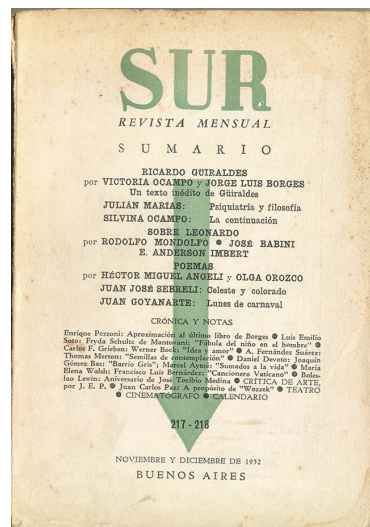 SUR
REVISTA MENSUAL
SUMARIO
RICARDO GÜIRALDES
por VICTORIA OCAMPO y JORGE LUIS BORGES
Un texto inédito de Güiraldes
JULIÁN MARIAS: Psiquiatría y filosofía
SILVINA OCAMPO: La continuación
SOBRE LEONARDO
por RODOLFO MONDOLFO ● JOSÉ BABINI
E. ANDERSON IMBERT
POEMAS
por HÉCTOR MIGUEL ANGELI y OLGA OROZCO
JUAN JOSÉ SEBRELI: Celeste y colorado
JUAN GOYANARTE: Lunes de carnaval
CRÓNICA Y NOTAS
Enrique Pezzoni: Aproximación al último libro de Borges ● Luis Emilio
Soto: Fryda Schultz de Mantovani: "Fábula del niño en el hombre" ●
Carlos F. Grieben: Werner Bock: "Idea y amor" ● A. Fernández Suárez:
Thomas Merton: "Semillas de contemplación" ● Daniel Devoto: Joaquín
Gómez Bas: "Barrio Gris"; Marcel Aymé: "Sumados a la vida" ● María
Elena Walsh: Francisco Luis Bernárdez: "Cancionero Vaticano" ● Boles-
lao Lewin: Aniversario de José Toribio Medina ● CRÍTICA DE ARTE,
por J. E. P. ● Juan Carlos Paz: A propósito de "Wozzek" ● TEATRO
● CINEMATÓGRAFO ● CALENDARIO
217 - 218
NOVIEMBRE Y DICIEMBRE DE 1952
BUENOS AIRES